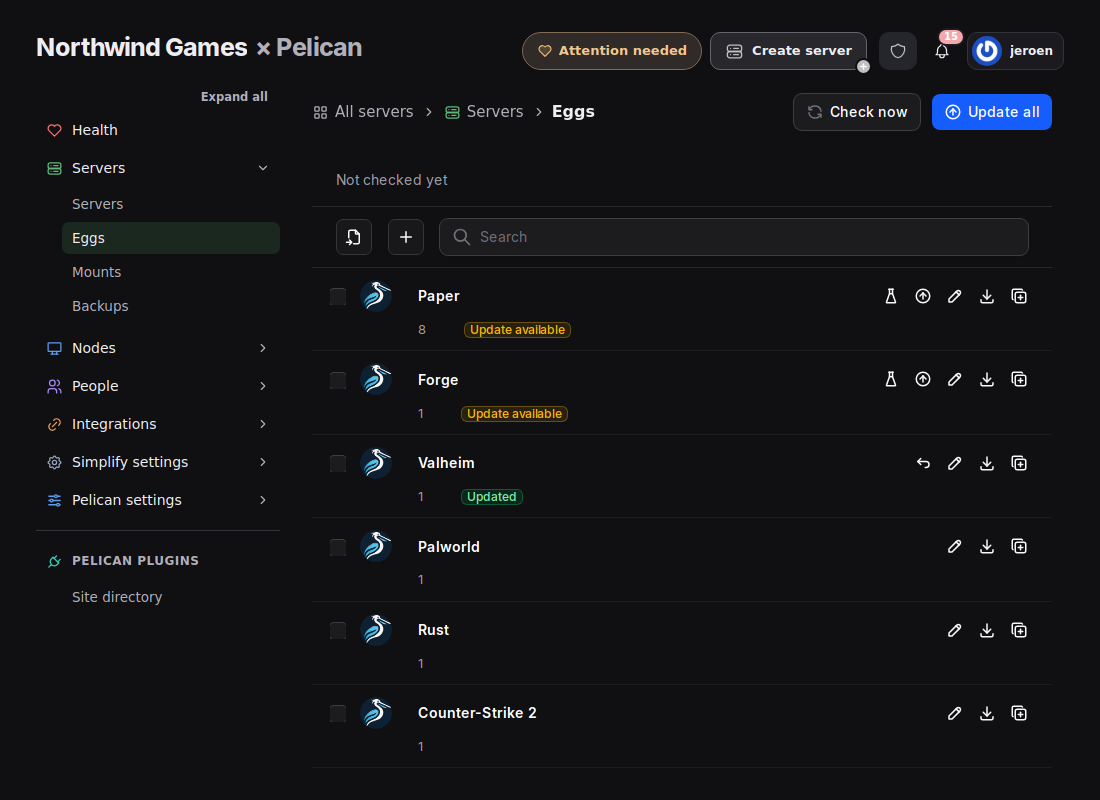 Northwind Games × Pelican
Attention needed
Create server
15
jeroen
Expand all
Health
Servers
Servers
Eggs
Mounts
Backups
Nodes
People
Integrations
Simplify settings
Pelican settings
PELICAN PLUGINS
Site directory
All servers › Servers › Eggs
Check now
Update all
Not checked yet
Search
Paper
8 Update available
Forge
1 Update available
Valheim
1 Updated
Palworld
1
Rust
1
Counter-Strike 2
1